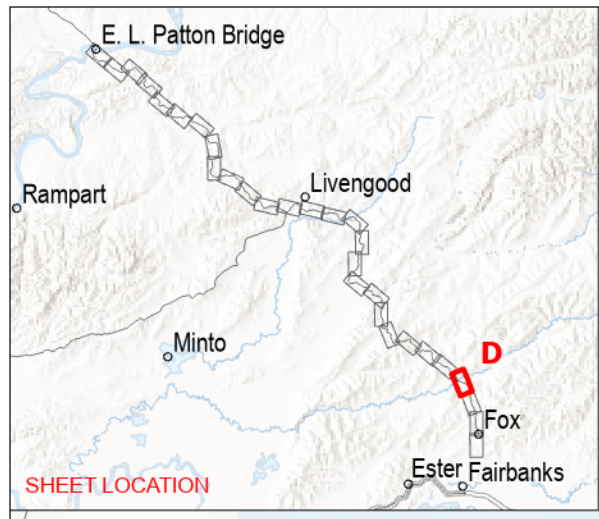 E. L. Patton Bridge
Livengood
Rampart
Minto
D
Fox
Ester Fairbanks
SHEET LOCATION